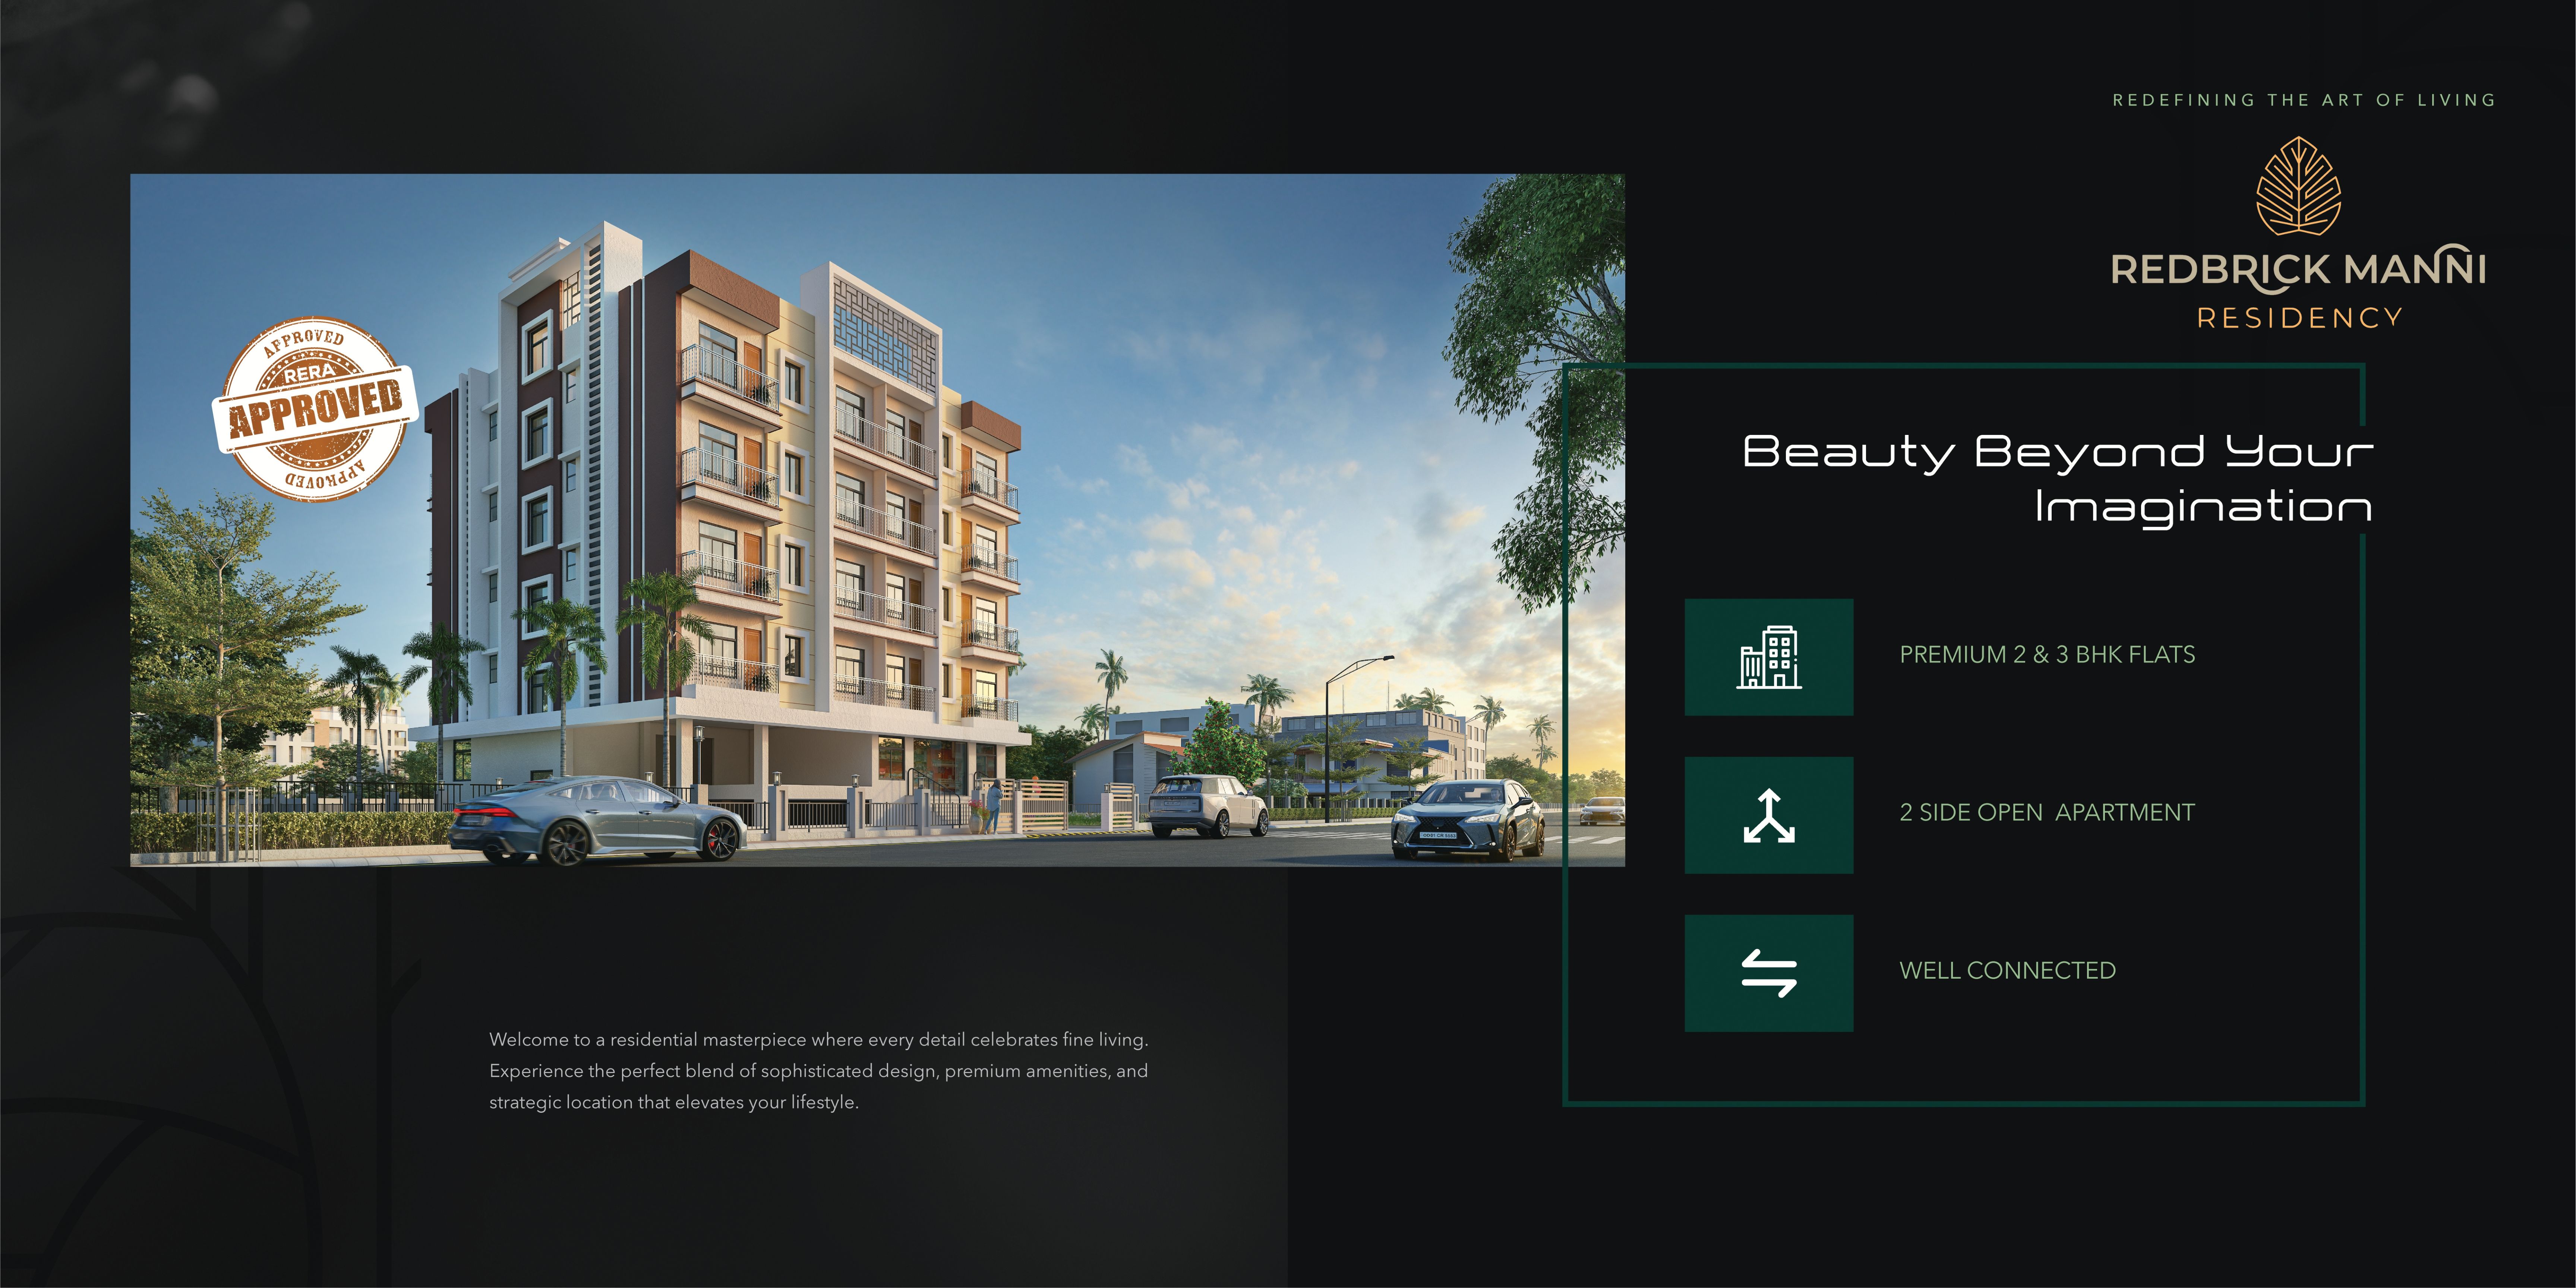 REDEFINING THE ART OF LIVING
REDBRICK MANNI
RESIDENCY
APPROVED
RERA
APPROVED
APPROVED
Beauty Beyond Your
Imagination
PREMIUM 2 & 3 BHK FLATS
2 SIDE OPEN  APARTMENT
WELL CONNECTED
Welcome to a residential masterpiece where every detail celebrates fine living.
Experience the perfect blend of sophisticated design, premium amenities, and
strategic location that elevates your lifestyle.